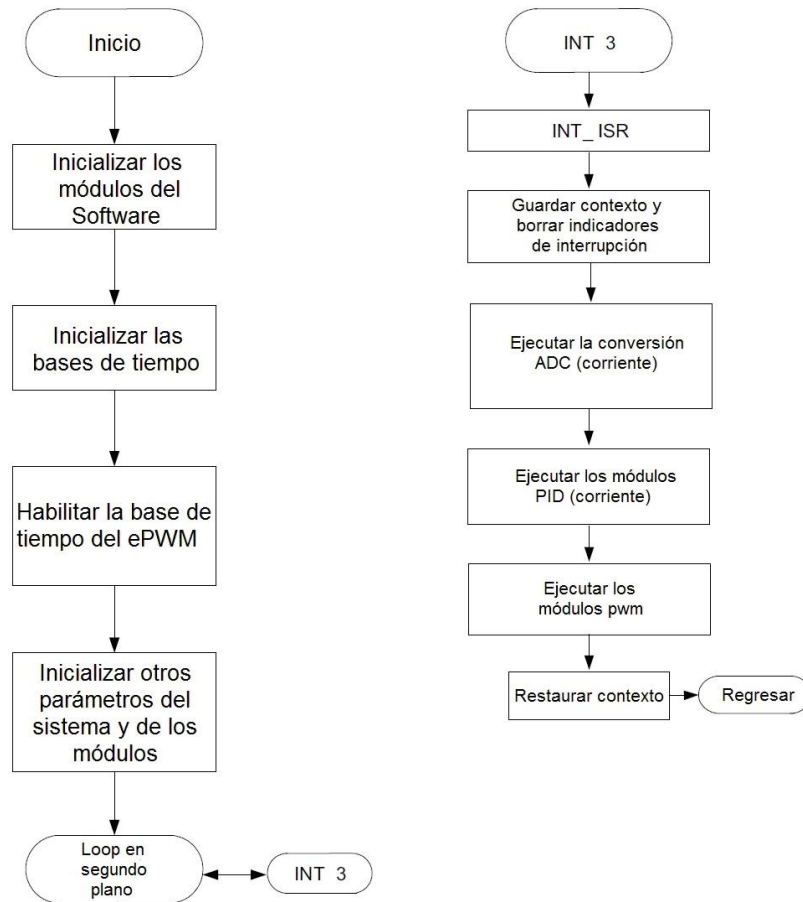 Inicio
Inicializar los
módulos del
Software
Inicializar las
bases de tiempo
Habilitar la base de
tiempo del ePWM
Inicializar otros
parámetros del
sistema y de los
módulos
Loop en
segundo
plano
INT 3
INT 3
INT_ISR
Guardar contexto y
borrar indicadores
de interrupción
Ejecutar la conversión
ADC (corriente)
Ejecutar los módulos
PID (corriente)
Ejecutar los
módulos pwm
Restaurar contexto
Regresar